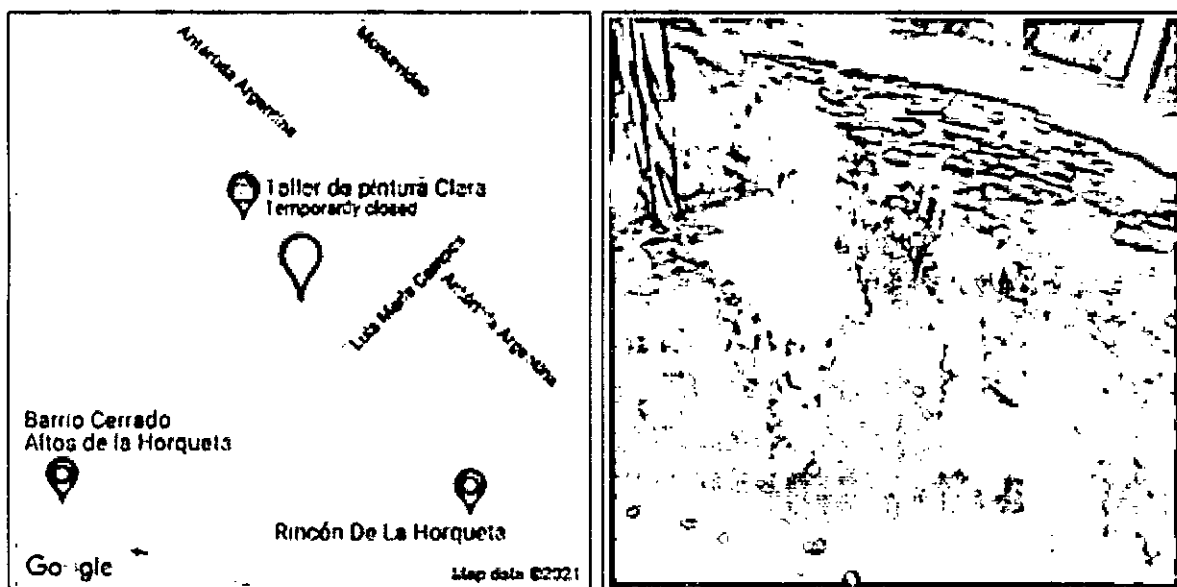 Montevideo
Antártida Argentina
Taller de pintura Clara
Temporarily closed
Luis María
Antártida Argentina
Barrio Cerrado
Altos de la Horqueta
Rincón De La Horqueta
Google
Map data ©2021